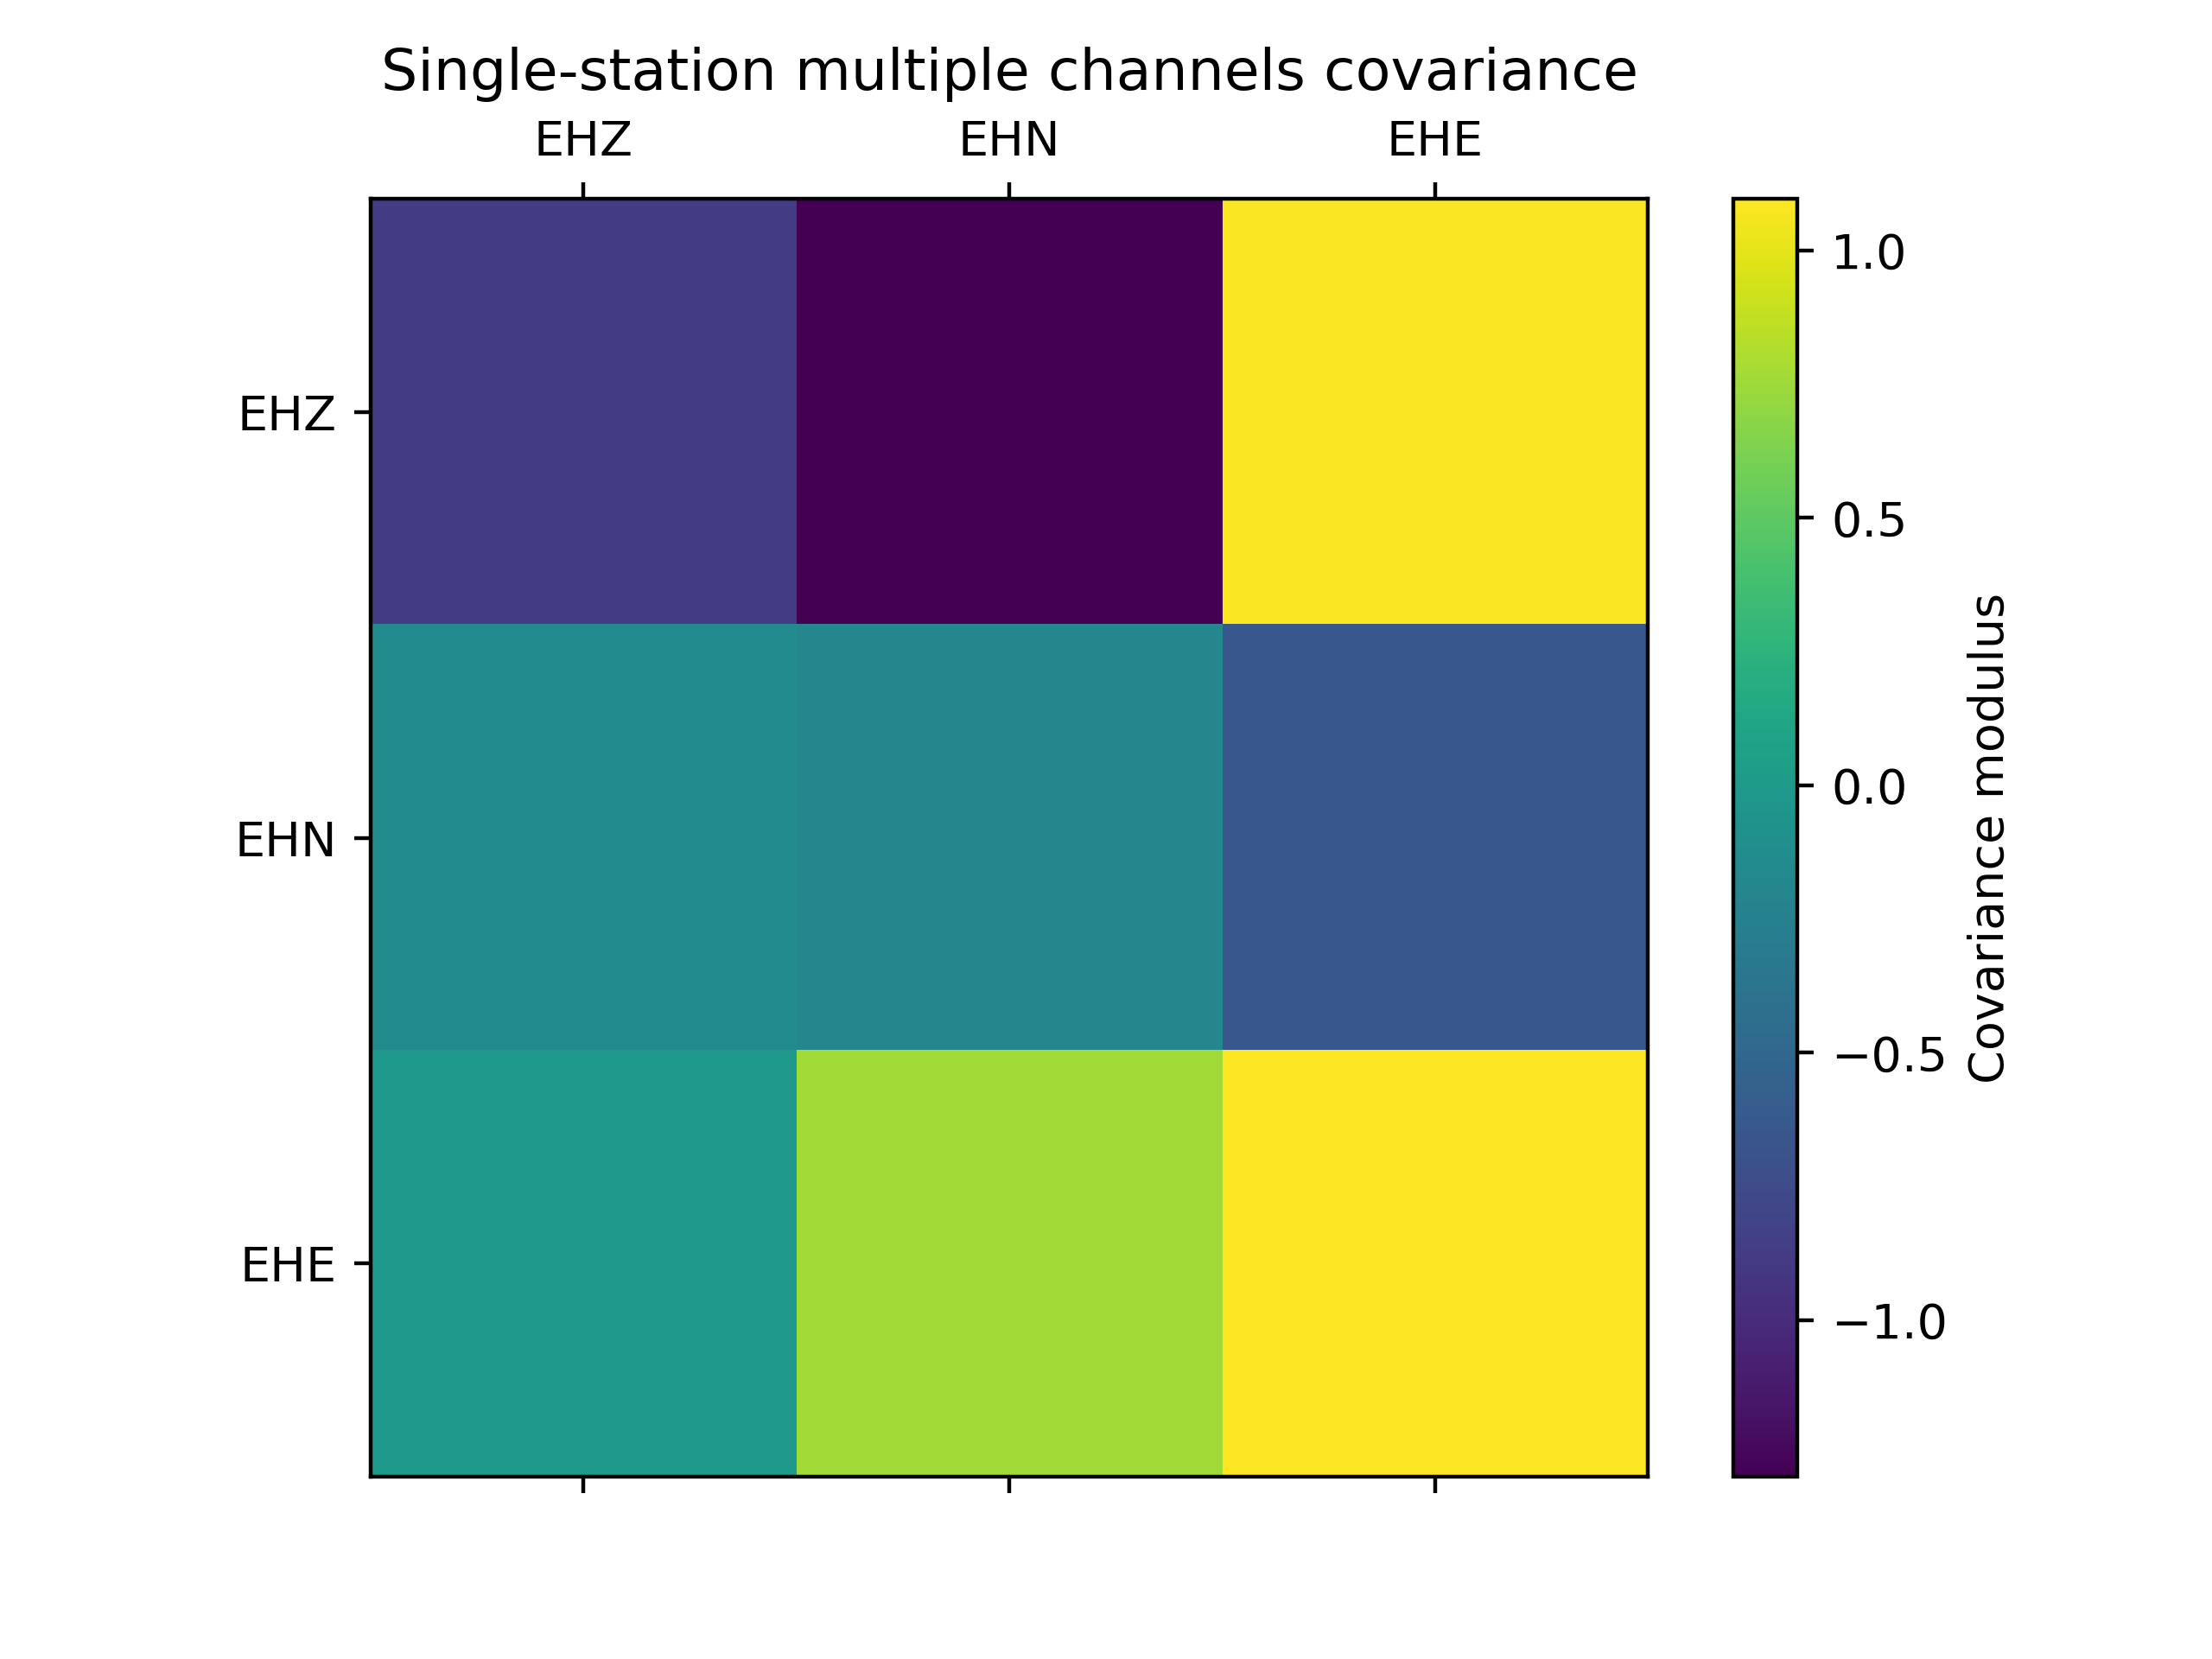 Single-station multiple channels covariance
EHZ EHN EHE
EHZ
EHN
EHE
1.0
0.5
0.0
−0.5
−1.0
Covariance modulus